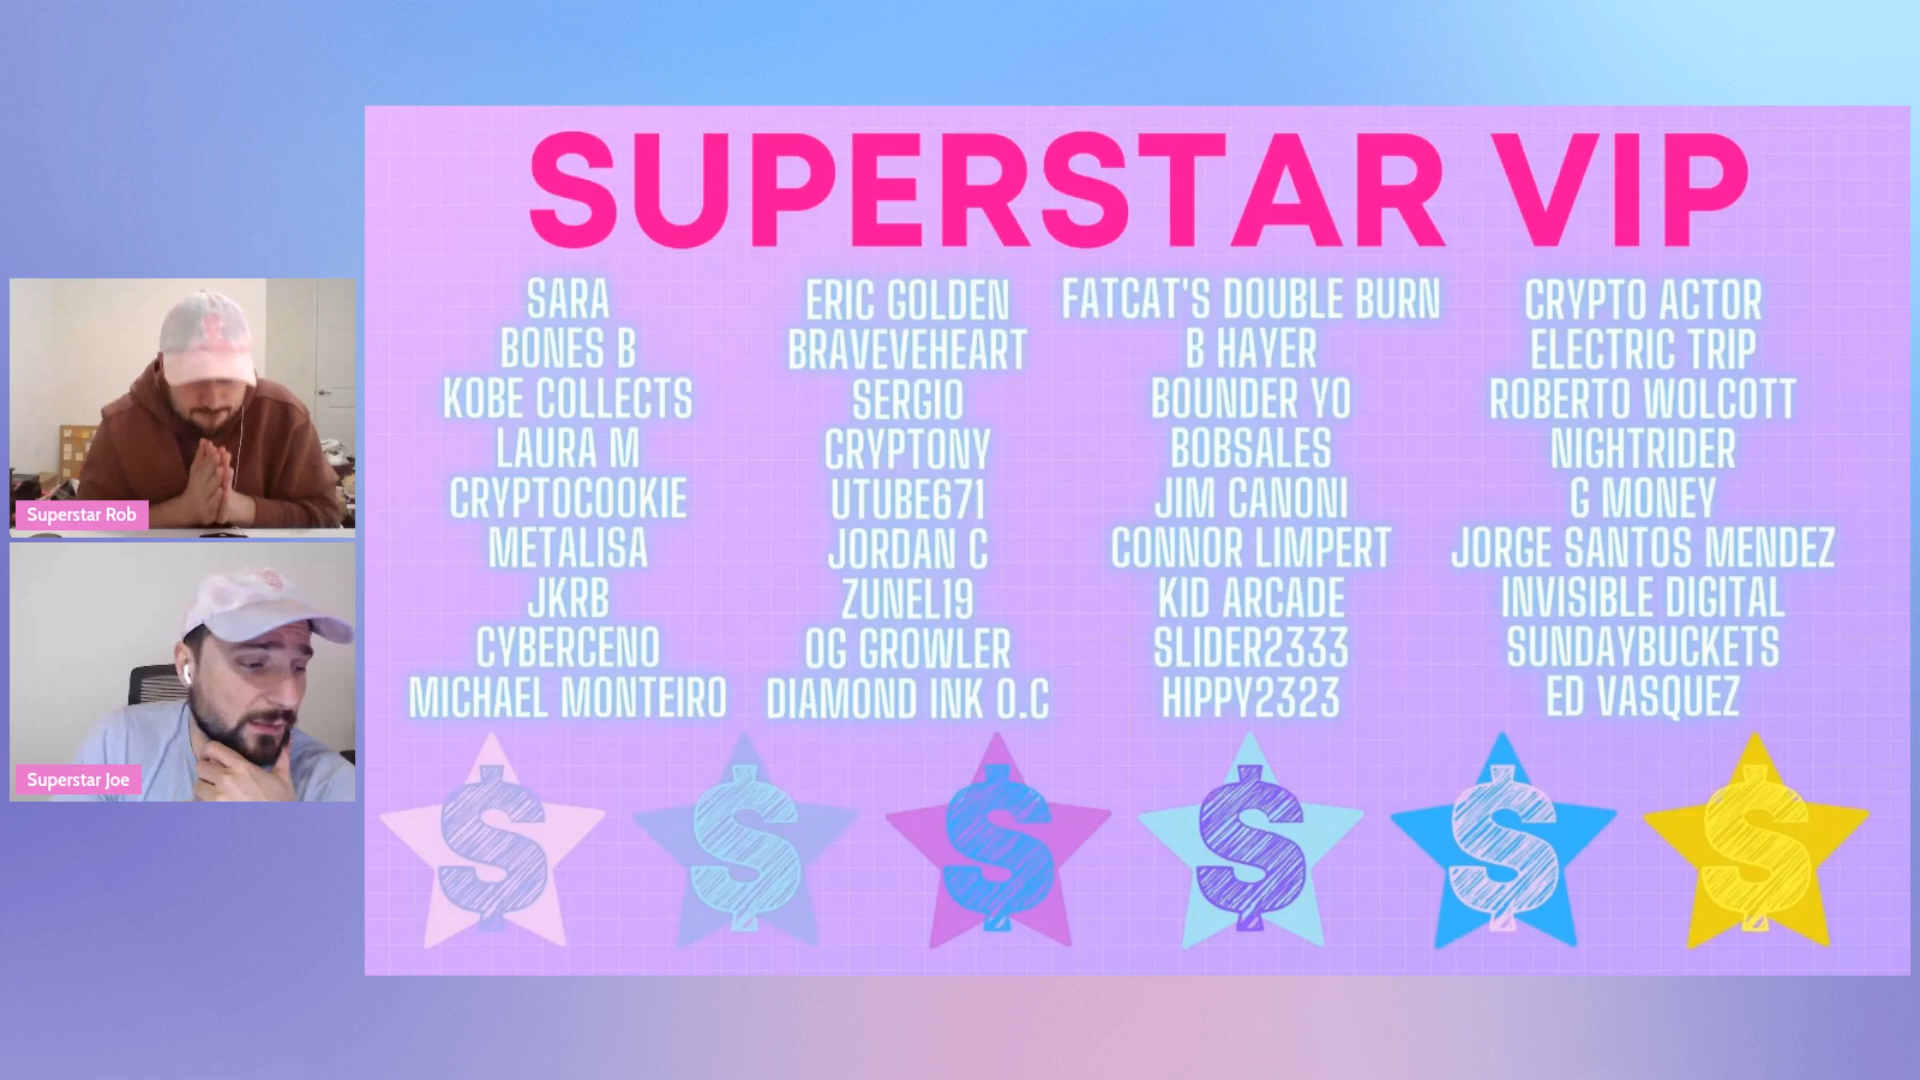 SUPERSTAR VIP
SARA
BONES B
KOBE COLLECTS
LAURA M
CRYPTOCOOKIE
METALISA
JKRB
CYBERCENO
MICHAEL MONTEIRO
ERIC GOLDEN
BRAVEVEHEART
SERGIO
CRYPTONY
UTUBE671
JORDAN C
ZUNEL19
OG GROWLER
DIAMOND INK O.C
FATCAT'S DOUBLE BURN
B HAYER
BOUNDER YO
BOBSALES
JIM CANONI
CONNOR LIMPERT
KID ARCADE
SLIDER2333
HIPPY2323
CRYPTO ACTOR
ELECTRIC TRIP
ROBERTO WOLCOTT
NIGHTRIDER
G MONEY
JORGE SANTOS MENDEZ
INVISIBLE DIGITAL
SUNDAYBUCKETS
ED VASQUEZ
$ $ $ $ $ $
Superstar Rob
Superstar Joe